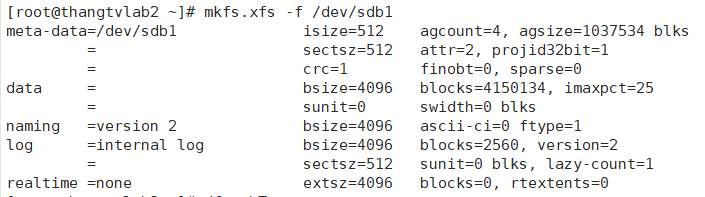 [root@thangtvlab2 ~]# mkfs.xfs -f /dev/sdb1
meta-data=/dev/sdb1 isize=512 agcount=4, agsize=1037534 blks
= sectsz=512 attr=2, projid32bit=1
= crc=1 finobt=0, sparse=0
data = bsize=4096 blocks=4150134, imaxpct=25
= sunit=0 swidth=0 blks
naming =version 2 bsize=4096 ascii-ci=0 ftype=1
log =internal log bsize=4096 blocks=2560, version=2
= sectsz=512 sunit=0 blks, lazy-count=1
realtime =none extsz=4096 blocks=0, rtextents=0